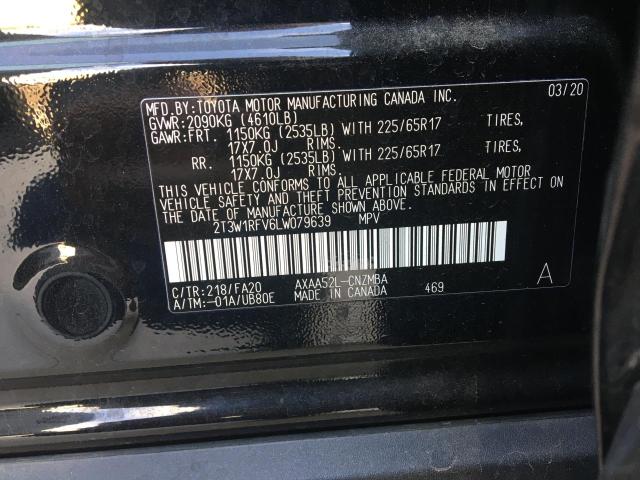 MFD.BY:TOYOTA MOTOR MANUFACTURING CANADA INC. 03/20
GVWR:2090KG (4610LB)
GAWR:FRT. 1150KG (2535LB) WITH 225/65R17 TIRES,
17X7.0J RIMS.
RR. 1150KG (2535LB) WITH 225/65R17 TIRES,
17X7.0J RIMS.
THIS VEHICLE CONFORMS TO ALL APPLICABLE FEDERAL MOTOR
VEHICLE SAFETY AND THEFT PREVENTION STANDARDS IN EFFECT ON
THE DATE OF MANUFACTURE SHOWN ABOVE.
2T3W1RFV6LW079639 MPV
C/TR:218/FA20 AXAA52L-CNZMBA A
A/TM:-01A/UB80E MADE IN CANADA 469